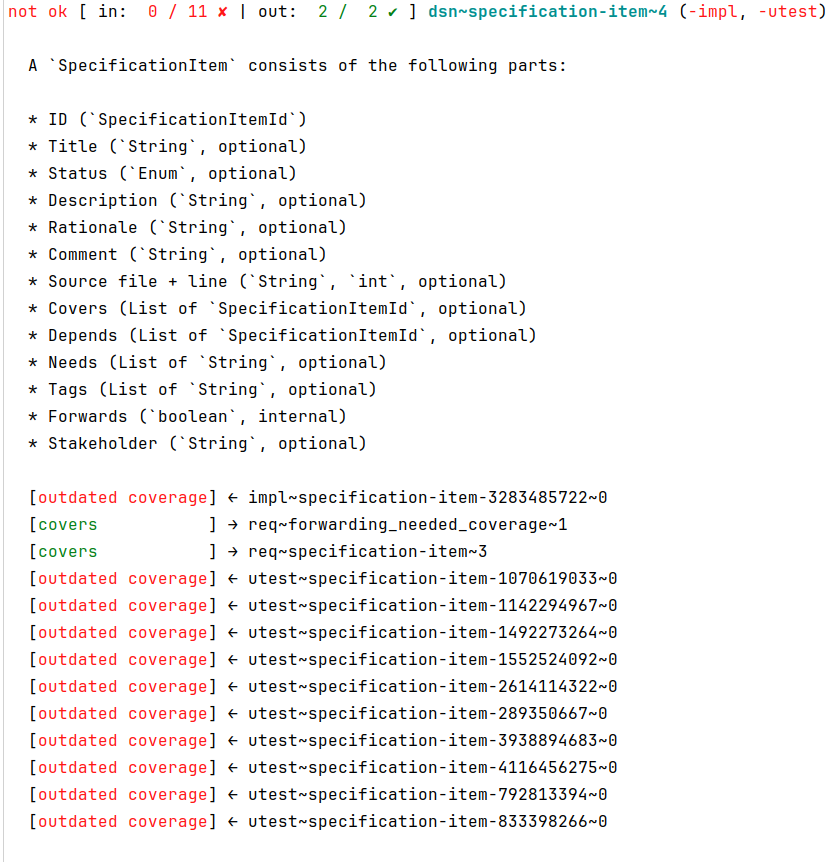 not ok [ in:  0 / 11 ✘ | out:  2 /  2 ✔ ] dsn~specification-item~4 (-impl, -utest)
A `SpecificationItem` consists of the following parts:
* ID (`SpecificationItemId`)
* Title (`String`, optional)
* Status (`Enum`, optional)
* Description (`String`, optional)
* Rationale (`String`, optional)
* Comment (`String`, optional)
* Source file + line (`String`, `int`, optional)
* Covers (List of `SpecificationItemId`, optional)
* Depends (List of `SpecificationItemId`, optional)
* Needs (List of `String`, optional)
* Tags (List of `String`, optional)
* Forwards (`boolean`, internal)
* Stakeholder (`String`, optional)
[outdated coverage] ← impl~specification-item-3283485722~0
[covers           ] → req~forwarding_needed_coverage~1
[covers           ] → req~specification-item~3
[outdated coverage] ← utest~specification-item-1070619033~0
[outdated coverage] ← utest~specification-item-1142294967~0
[outdated coverage] ← utest~specification-item-1492273264~0
[outdated coverage] ← utest~specification-item-1552524092~0
[outdated coverage] ← utest~specification-item-2614114322~0
[outdated coverage] ← utest~specification-item-289350667~0
[outdated coverage] ← utest~specification-item-3938894683~0
[outdated coverage] ← utest~specification-item-4116456275~0
[outdated coverage] ← utest~specification-item-792813394~0
[outdated coverage] ← utest~specification-item-833398266~0